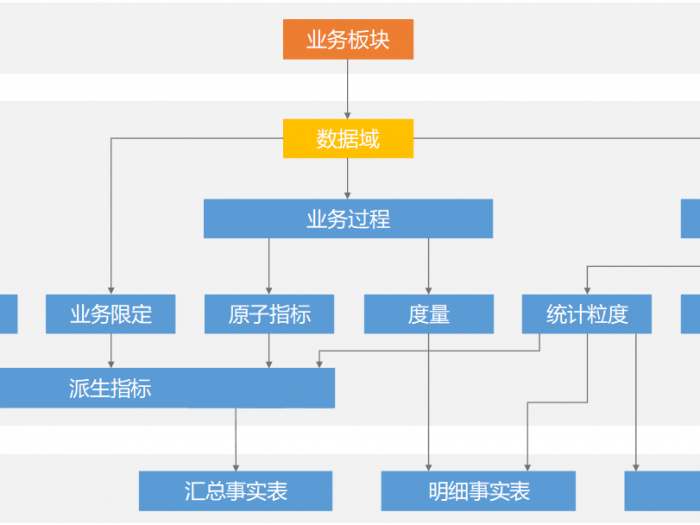 业务板块
数据域
业务过程
业务限定
原子指标
度量
统计粒度
派生指标
汇总事实表
明细事实表